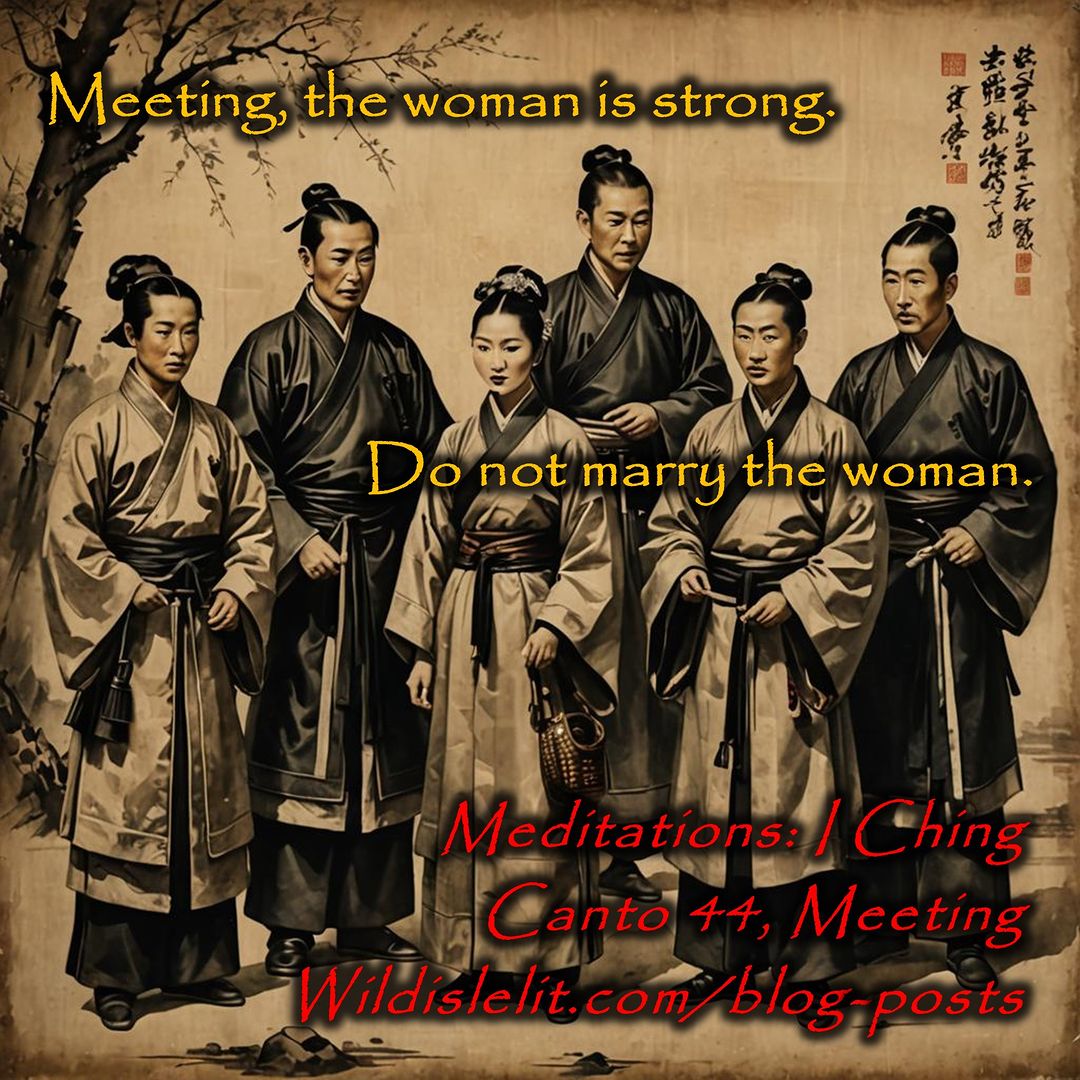 Meeting, the woman is strong.
Do not marry the woman.
Meditations: I Ching
Canto 44, Meeting
Wildislelit.com/blog-posts